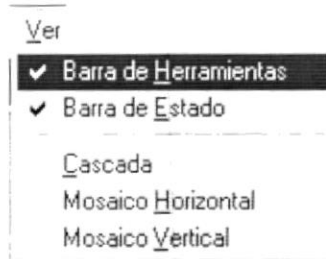 Ver
✔ Barra de Herramientas
✔ Barra de Estado
Cascada
Mosaico Horizontal
Mosaico Vertical